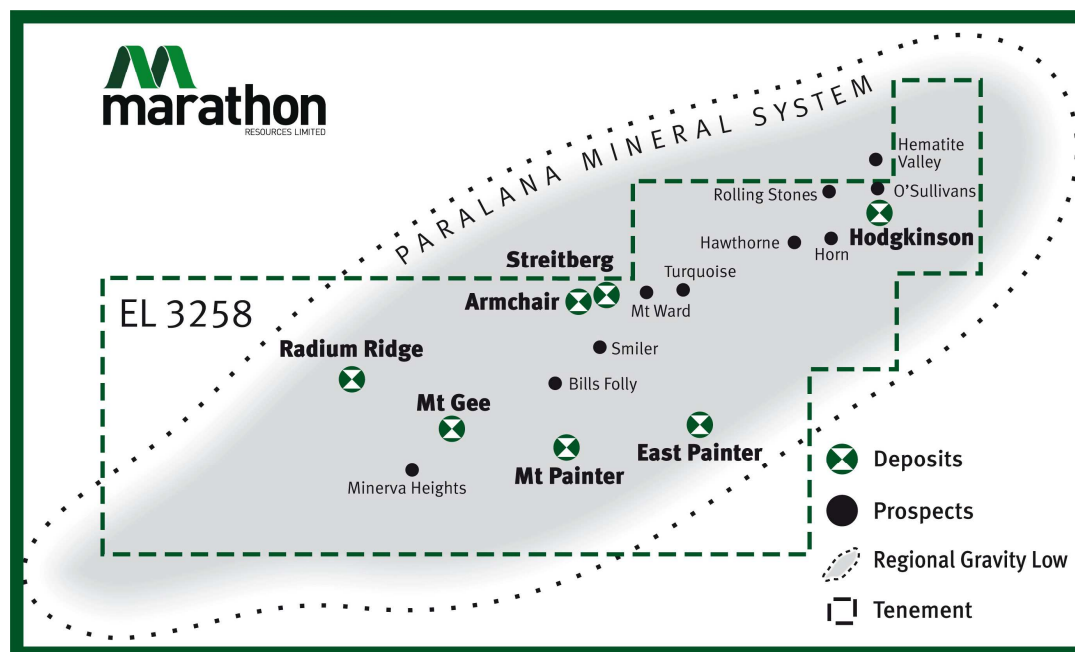 marathon
RESOURCES LIMITED
PARALANA MINERAL SYSTEM
EL 3258
Hematite
Valley
Rolling Stones
O'Sullivans
Hodgkinson
Hawthorne
Horn
Streitberg
Turquoise
Armchair
Mt Ward
Radium Ridge
Smiler
Bills Folly
Mt Gee
East Painter
Mt Painter
Minerva Heights
Deposits
Prospects
Regional Gravity Low
Tenement